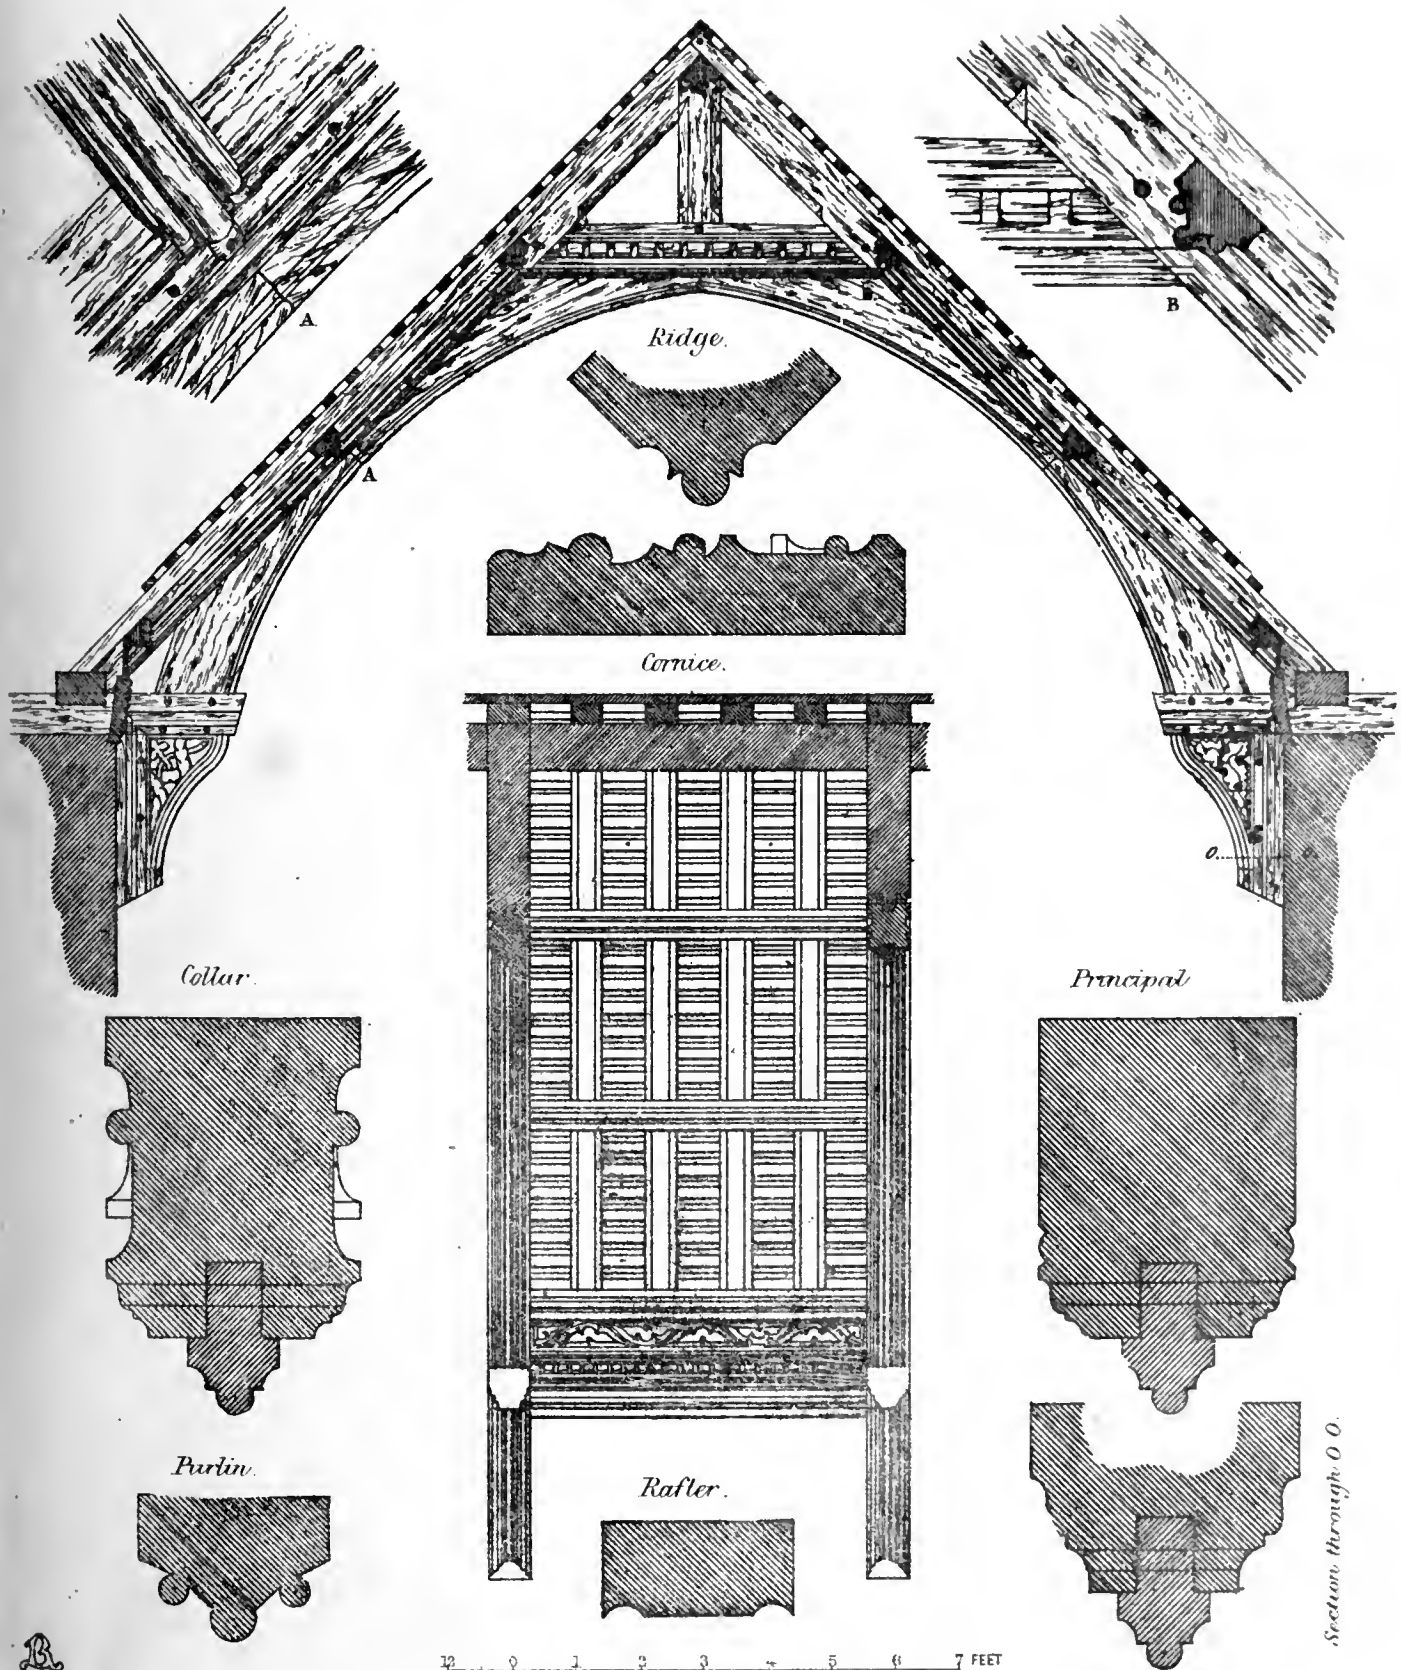 A.
B
Ridge.
A
Cornice.
O. O.
Collar.
Principal
Purlin.
Rafter.
Section through O O.
12 0 1 2 3 4 5 6 7 FEET